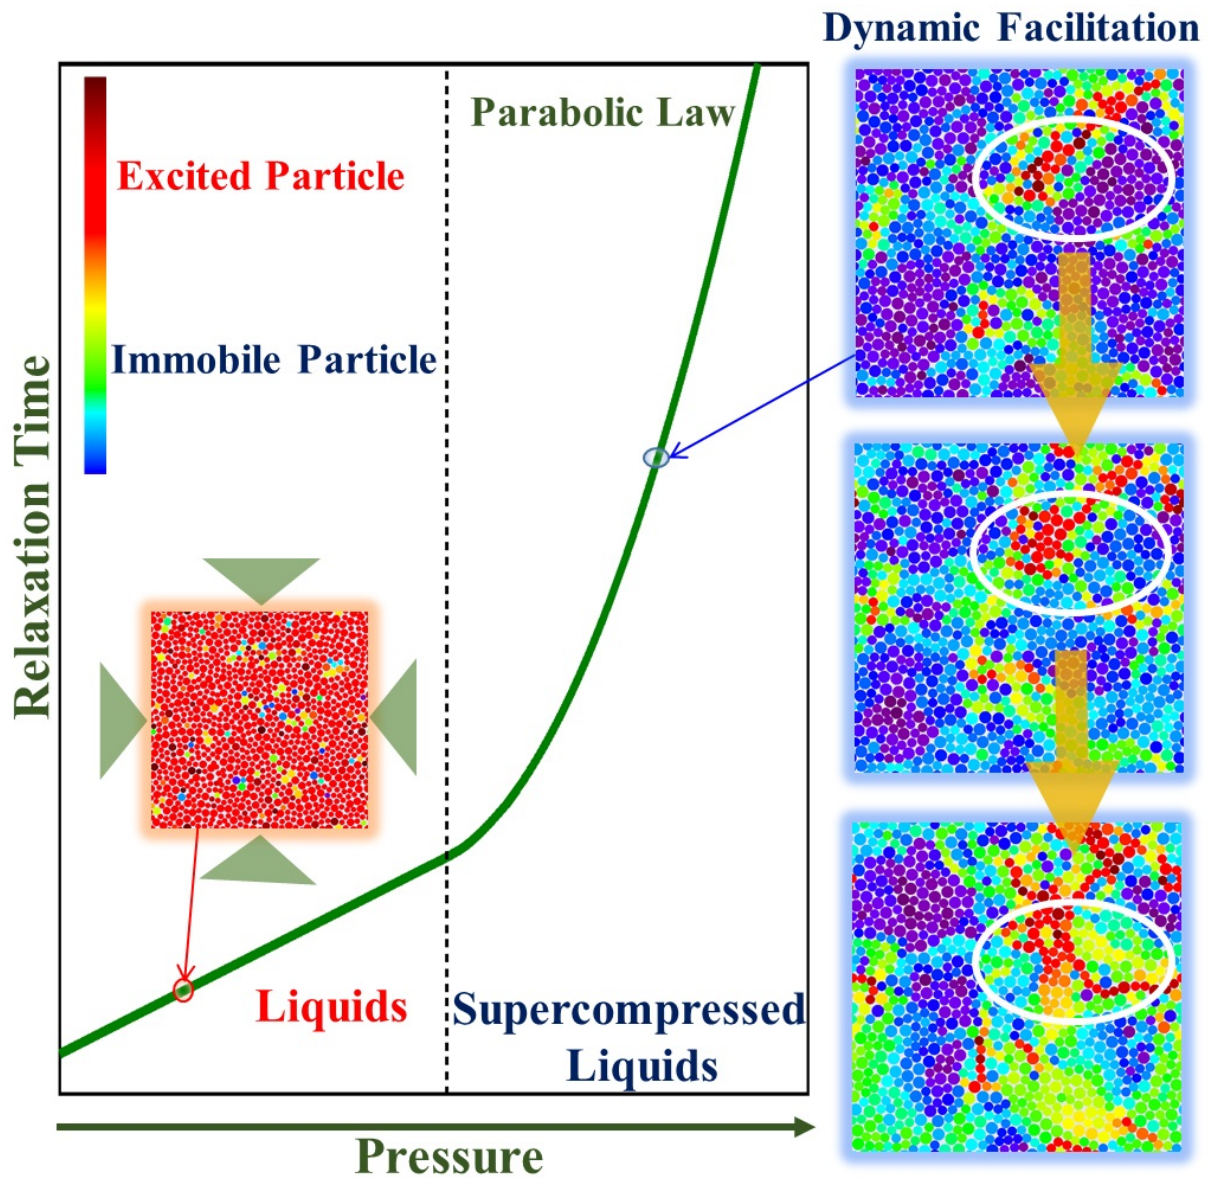 Dynamic Facilitation
Parabolic Law
Excited Particle
Immobile Particle
Relaxation Time
Liquids
Supercompressed
Liquids
Pressure